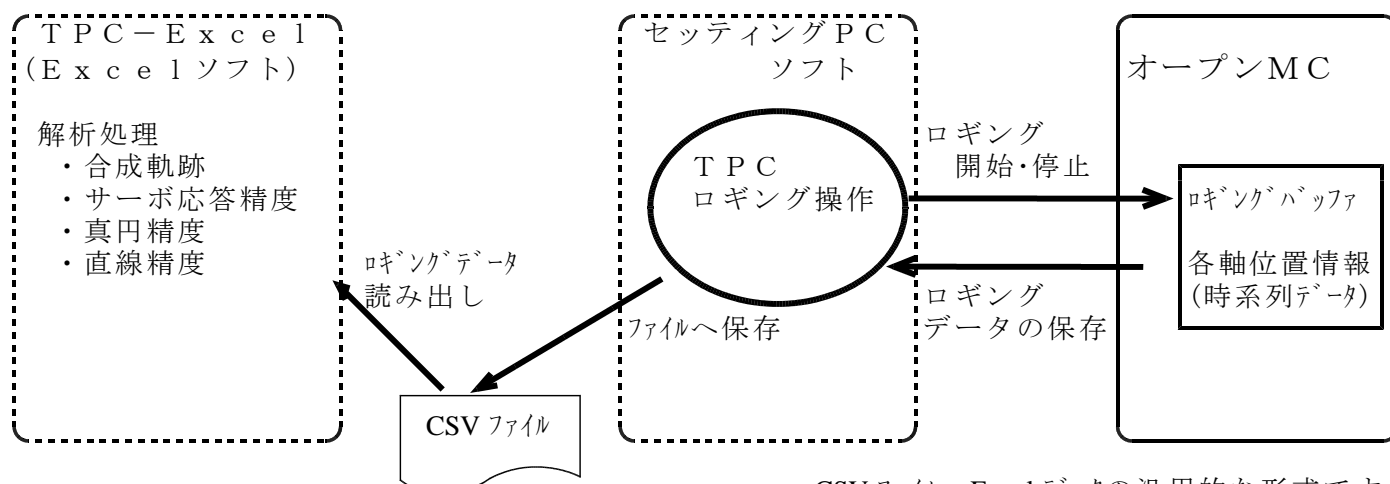 TPC-Excel
(Excelソフト)
解析処理
・合成軌跡
・サーボ応答精度
・真円精度
・直線精度
ロギングデータ
読み出し
CSVファイル
セッティングPC
ソフト
TPC
ロギング操作
ファイルへ保存
ロギング
開始・停止
ロギング
データの保存
オープンMC
ロギングバッファ
各軸位置情報
(時系列データ)